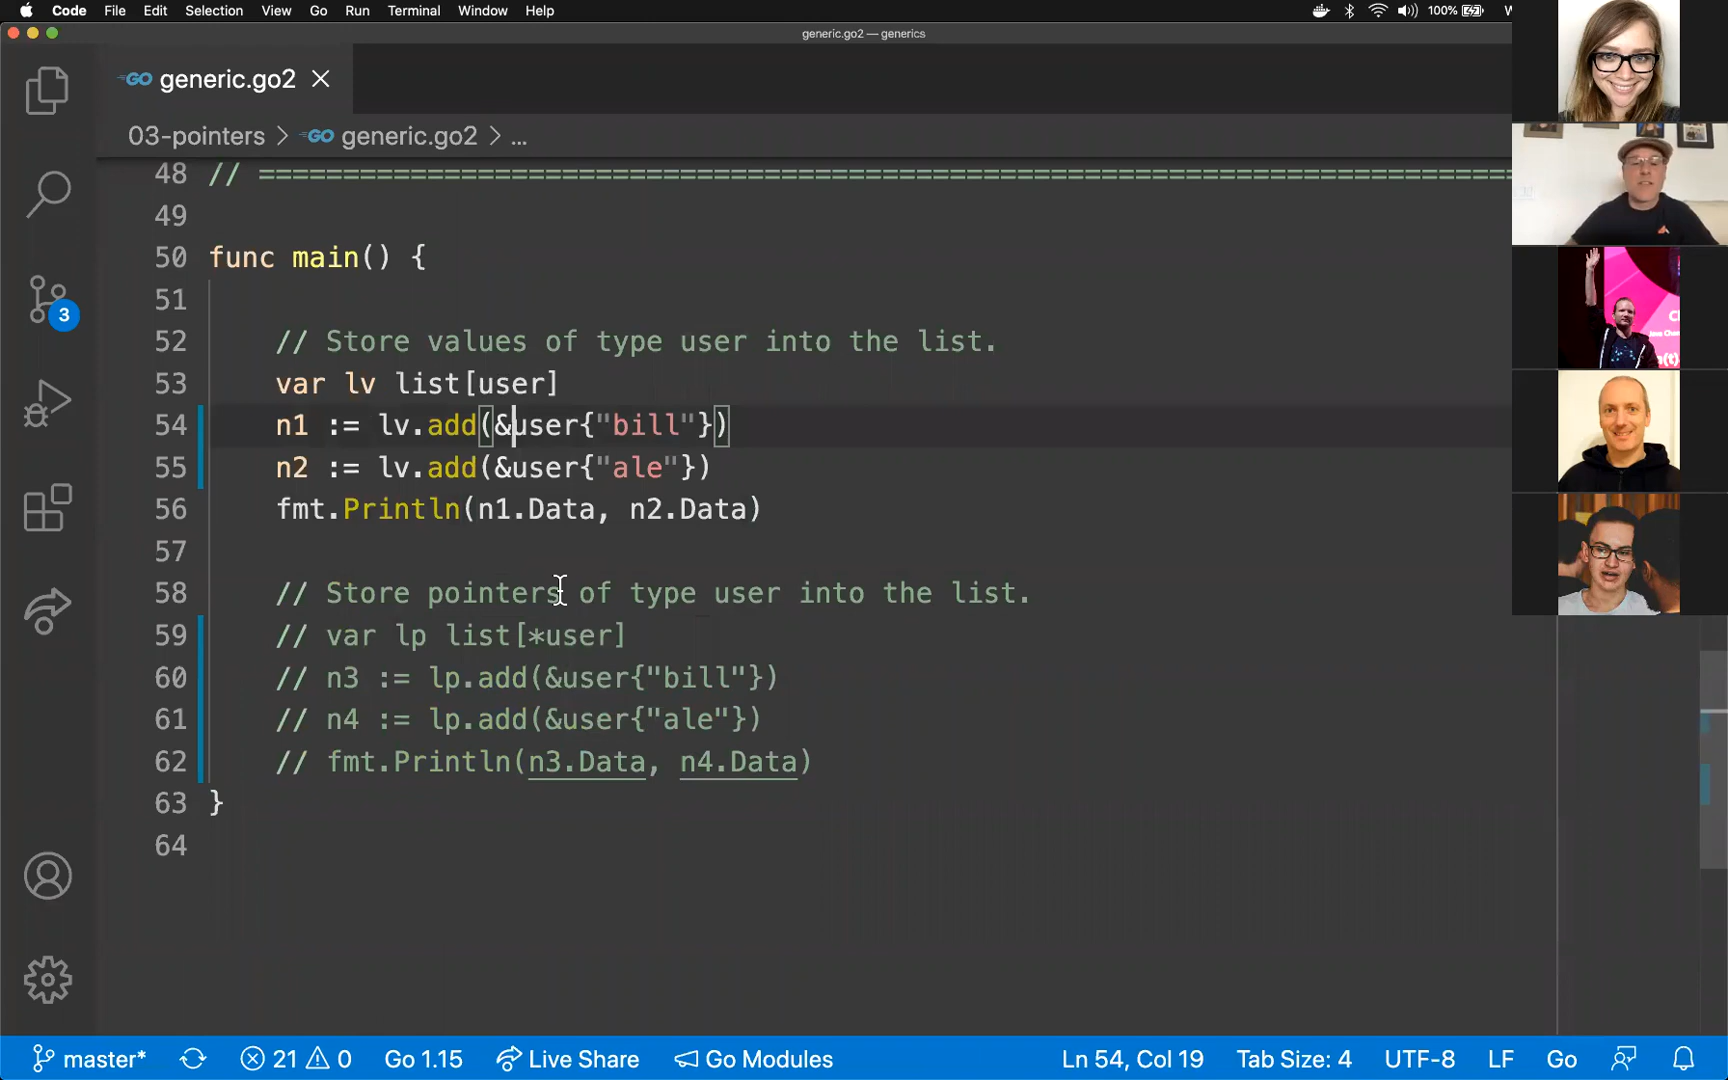 Code File Edit Selection View Go Run Terminal Window Help 100%
generic.go2 — generics
GO generic.go2
03-pointers > GO generic.go2 > ...
48 // ==========================================================================
49
50 func main() {
51
52 // Store values of type user into the list.
53 var lv list[user]
54 n1 := lv.add(&user{"bill"})
55 n2 := lv.add(&user{"ale"})
56 fmt.Println(n1.Data, n2.Data)
57
58 // Store pointers of type user into the list.
59 // var lp list[*user]
60 // n3 := lp.add(&user{"bill"})
61 // n4 := lp.add(&user{"ale"})
62 // fmt.Println(n3.Data, n4.Data)
63 }
64
3
master* 21 0 Go 1.15 Live Share Go Modules Ln 54, Col 19 Tab Size: 4 UTF-8 LF Go